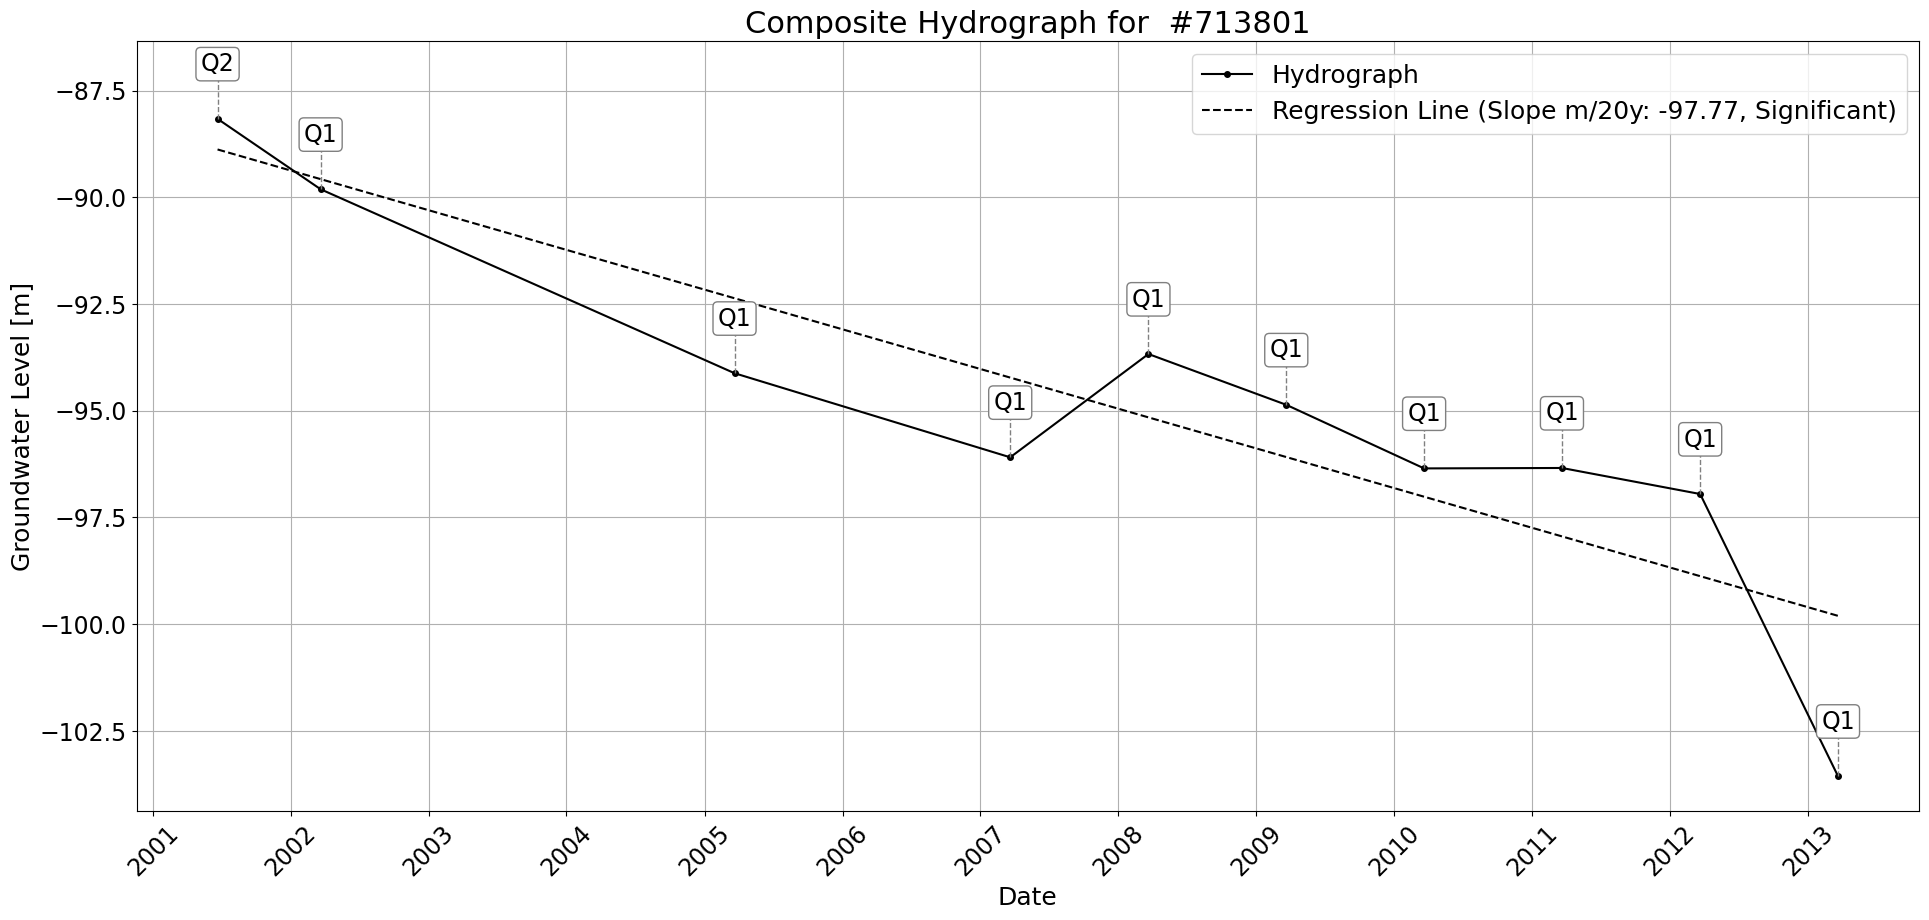 Composite Hydrograph for  #713801
Hydrograph
Regression Line (Slope m/20y: -97.77, Significant)
Groundwater Level [m]
−87.5
−90.0
−92.5
−95.0
−97.5
−100.0
−102.5
Q2
Q1
Q1
Q1
Q1
Q1
Q1
Q1
Q1
Q1
2001
2002
2003
2004
2005
2006
2007
2008
2009
2010
2011
2012
2013
Date